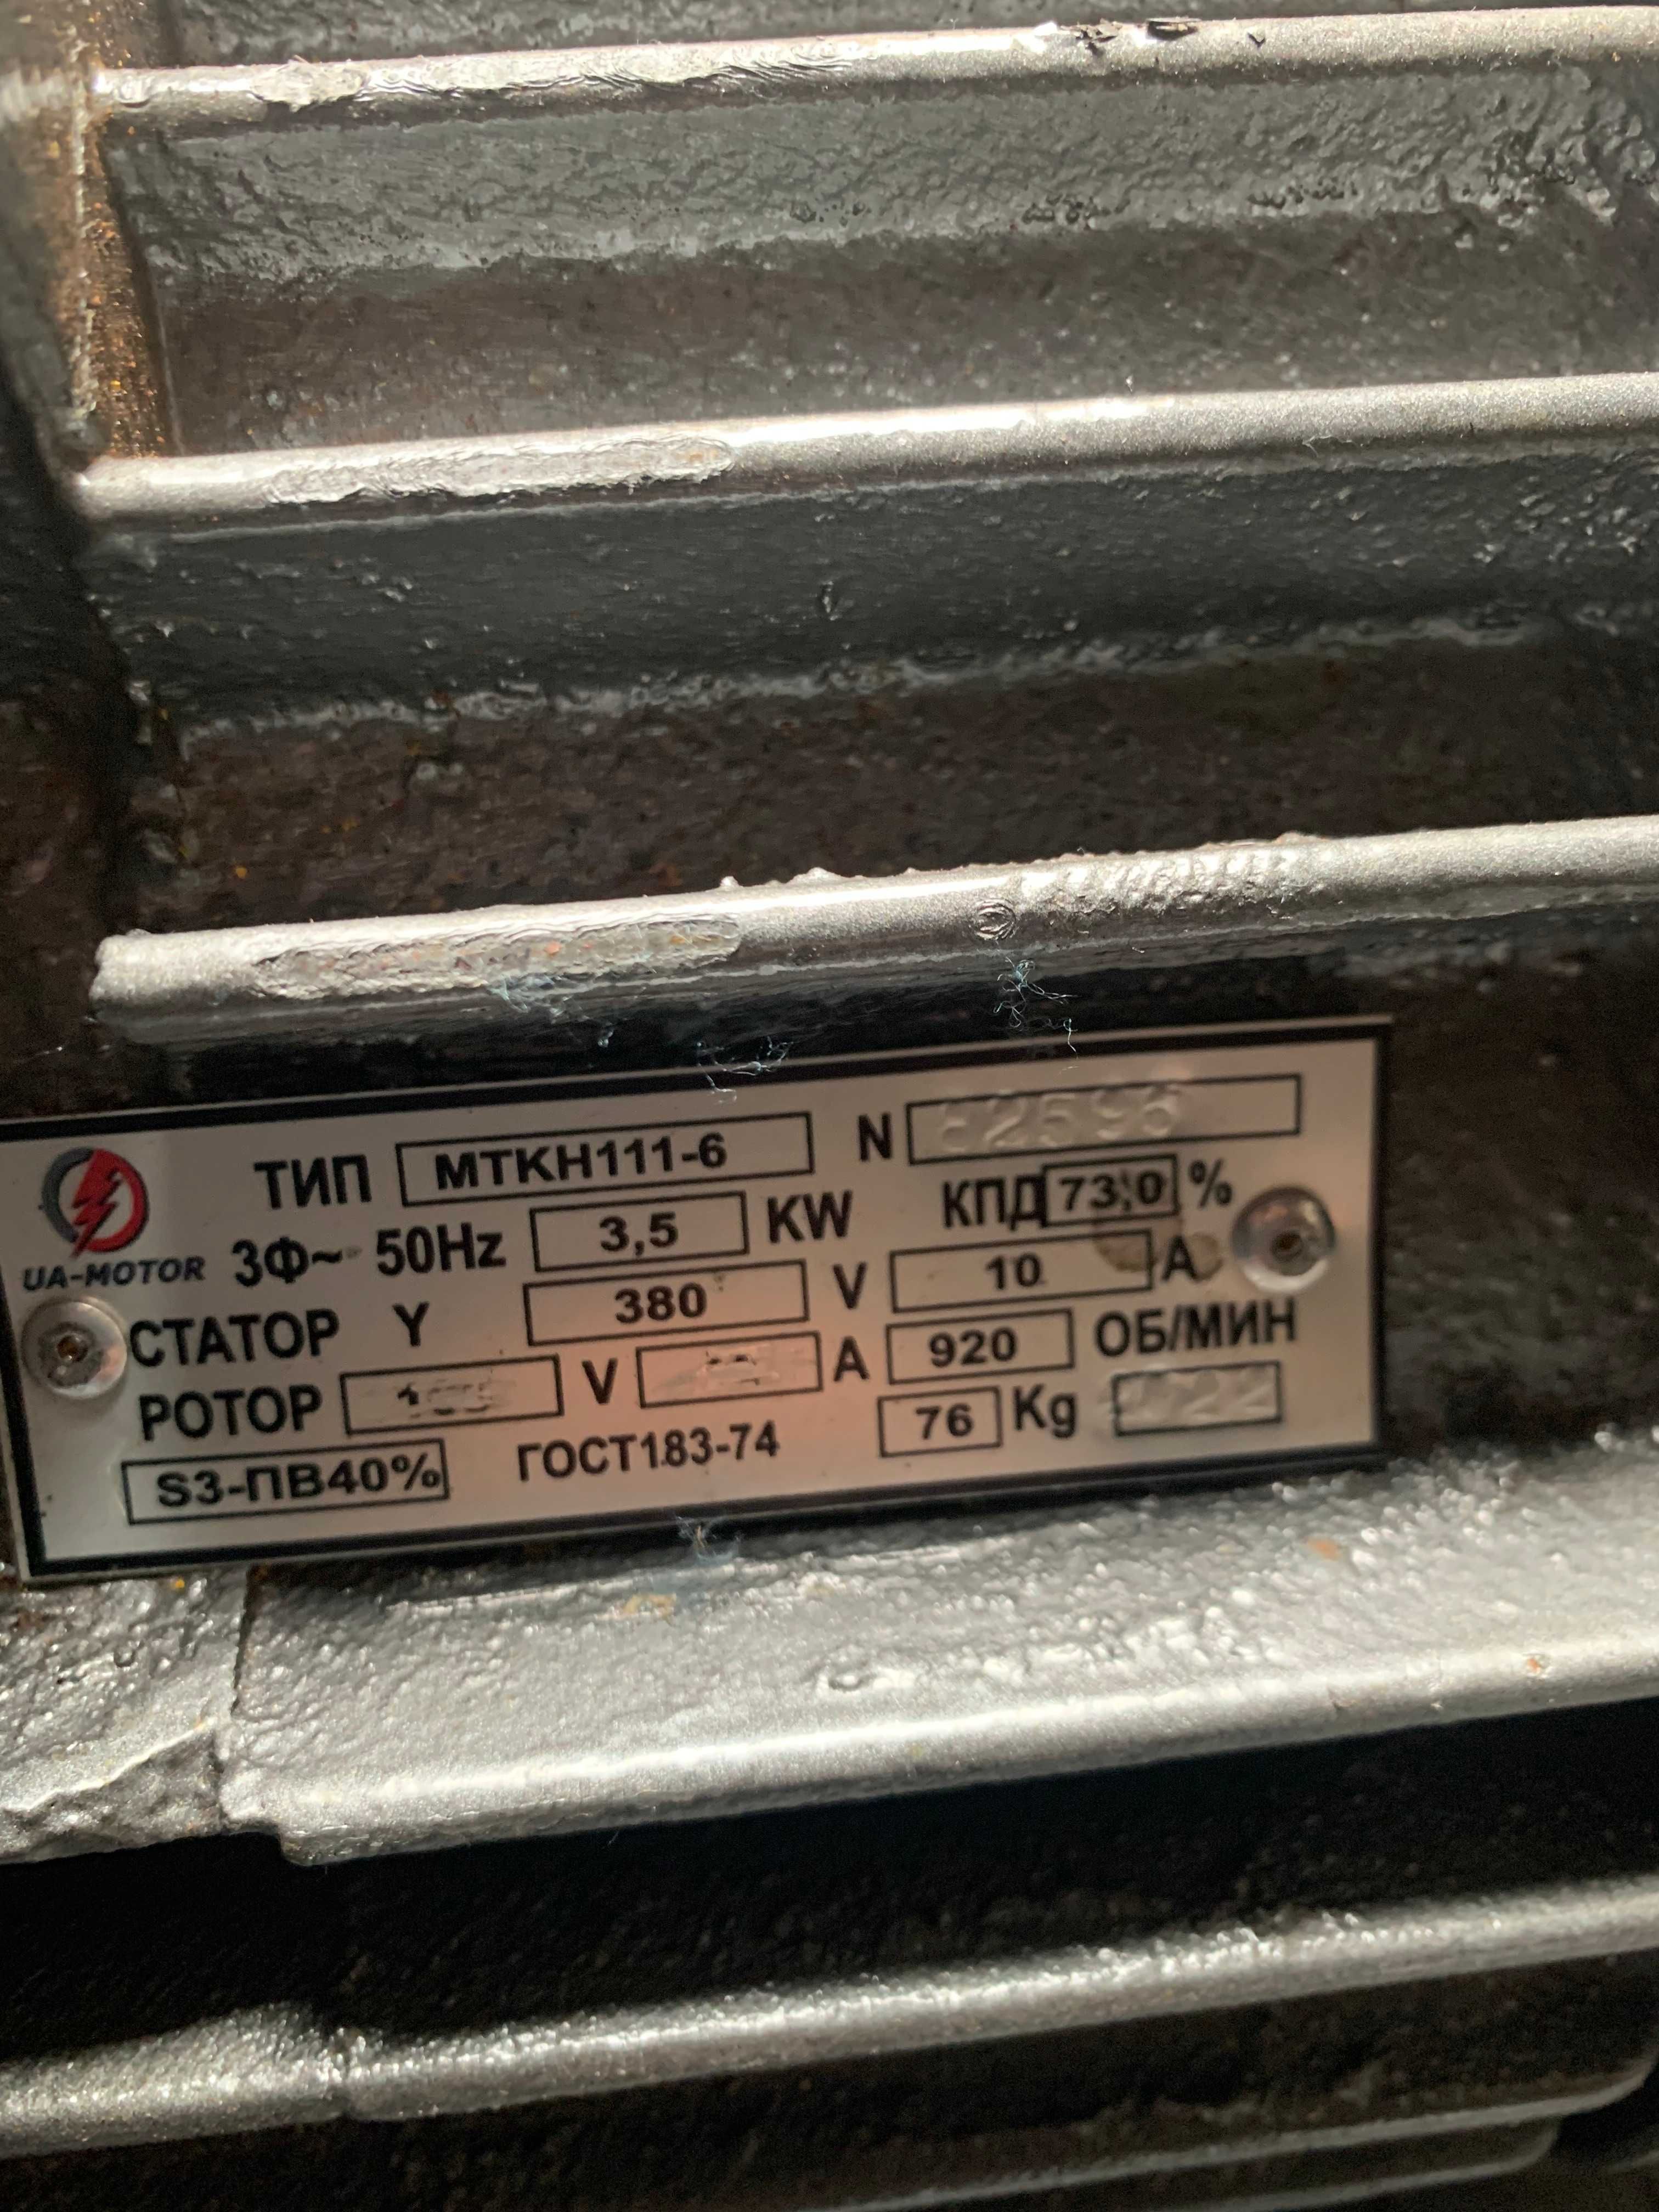 ТИП МТКН111-6 N
UA-MOTOR 3Ф~ 50Hz 3,5 KW КПД 73,0 %
СТАТОР Y 380 V 10 A
РОТОР V A 920 ОБ/МИН
S3-ПВ40% ГОСТ183-74 76 Kg